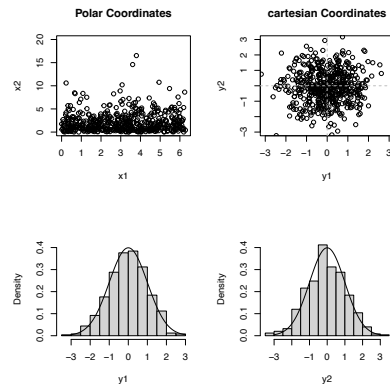 Polar Coordinates
x2
20
15
10
5
0
0 1 2 3 4 5 6
x1
cartesian Coordinates
y2
3
2
1
−1
−3
−3 −2 −1 0 1 2 3
y1
Density
0.4
0.3
0.2
0.1
0.0
−3 −2 −1 0 1 2 3
y1
Density
0.4
0.3
0.2
0.1
0.0
−3 −2 −1 0 1 2 3
y2